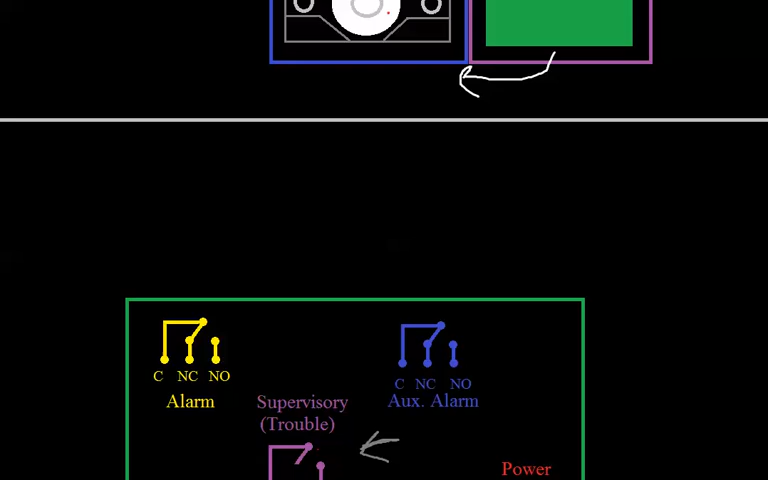 C NC NO
Alarm
C NC NO
Aux. Alarm
Supervisory
(Trouble)
Power